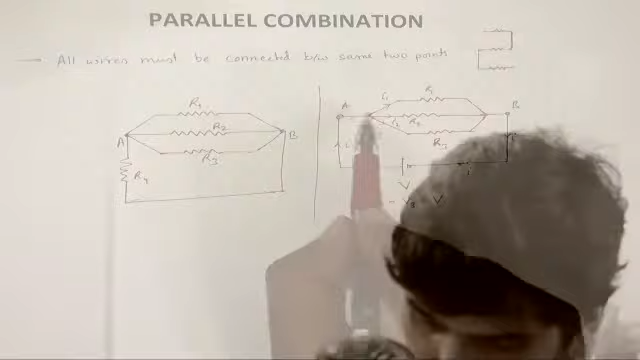 PARALLEL COMBINATION
— All wires must be connected b/w same two points
R1
R2
R3
A
B
R4
A
B
R1
R2
R3
i
i
V
V